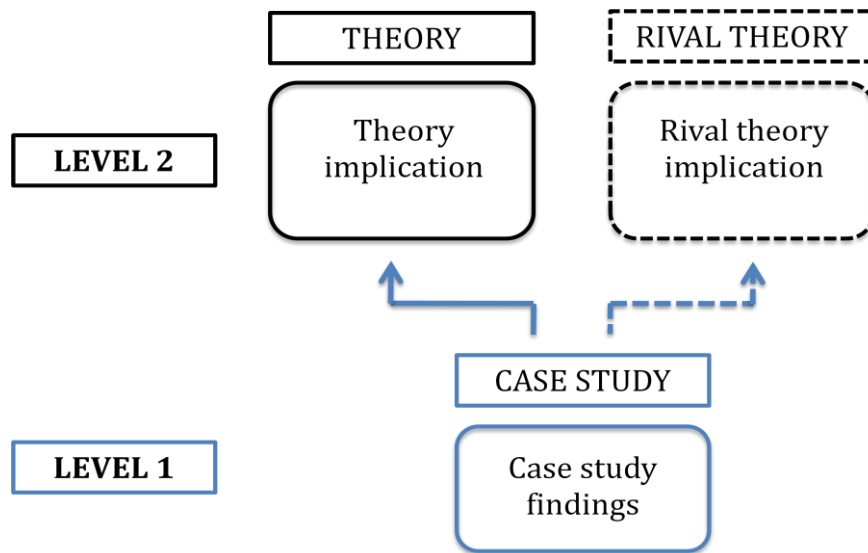 THEORY
RIVAL THEORY
LEVEL 2
Theory
implication
Rival theory
implication
CASE STUDY
LEVEL 1
Case study
findings